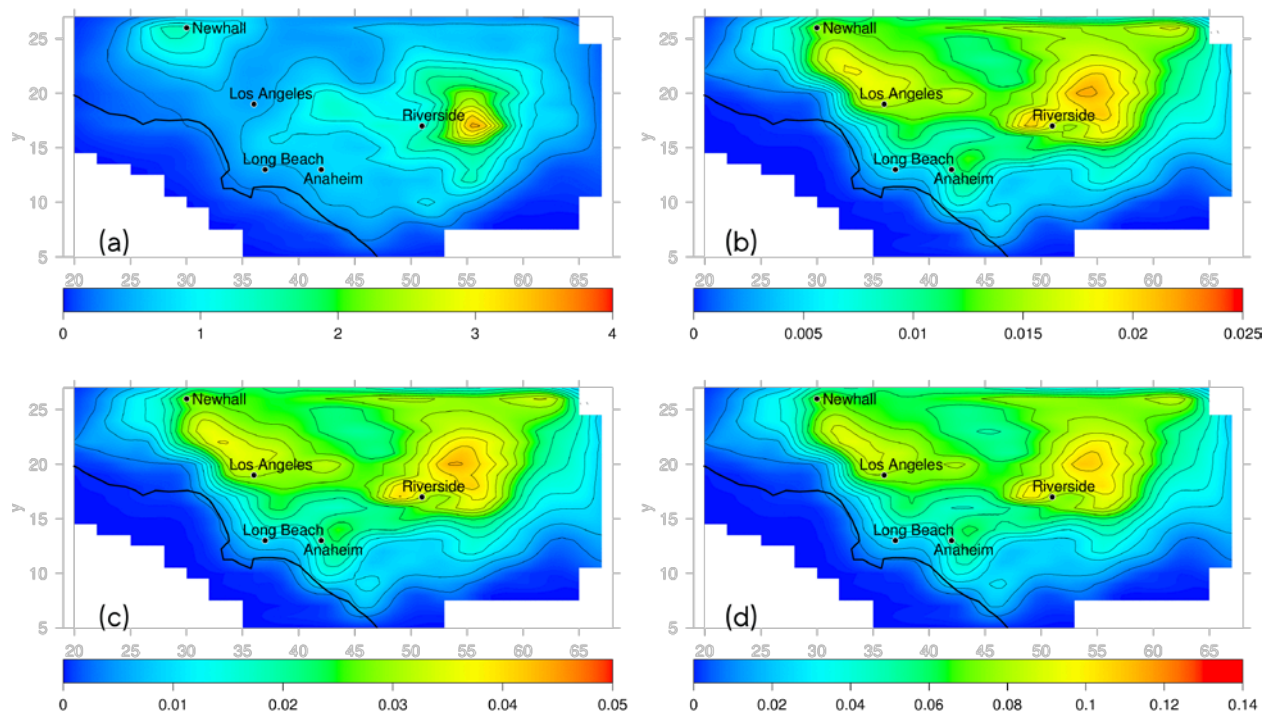 25
20
y
15
10
5
Newhall
Los Angeles
Riverside
Long Beach
Anaheim
(a)
20 25 30 35 40 45 50 55 60 65
0 1 2 3 4
25
20
y
15
10
5
Newhall
Los Angeles
Riverside
Long Beach
Anaheim
(b)
20 25 30 35 40 45 50 55 60 65
0 0.005 0.01 0.015 0.02 0.025
25
20
y
15
10
5
Newhall
Los Angeles
Riverside
Long Beach
Anaheim
(c)
20 25 30 35 40 45 50 55 60 65
0 0.01 0.02 0.03 0.04 0.05
25
20
y
15
10
5
Newhall
Los Angeles
Riverside
Long Beach
Anaheim
(d)
20 25 30 35 40 45 50 55 60 65
0 0.02 0.04 0.06 0.08 0.1 0.12 0.14